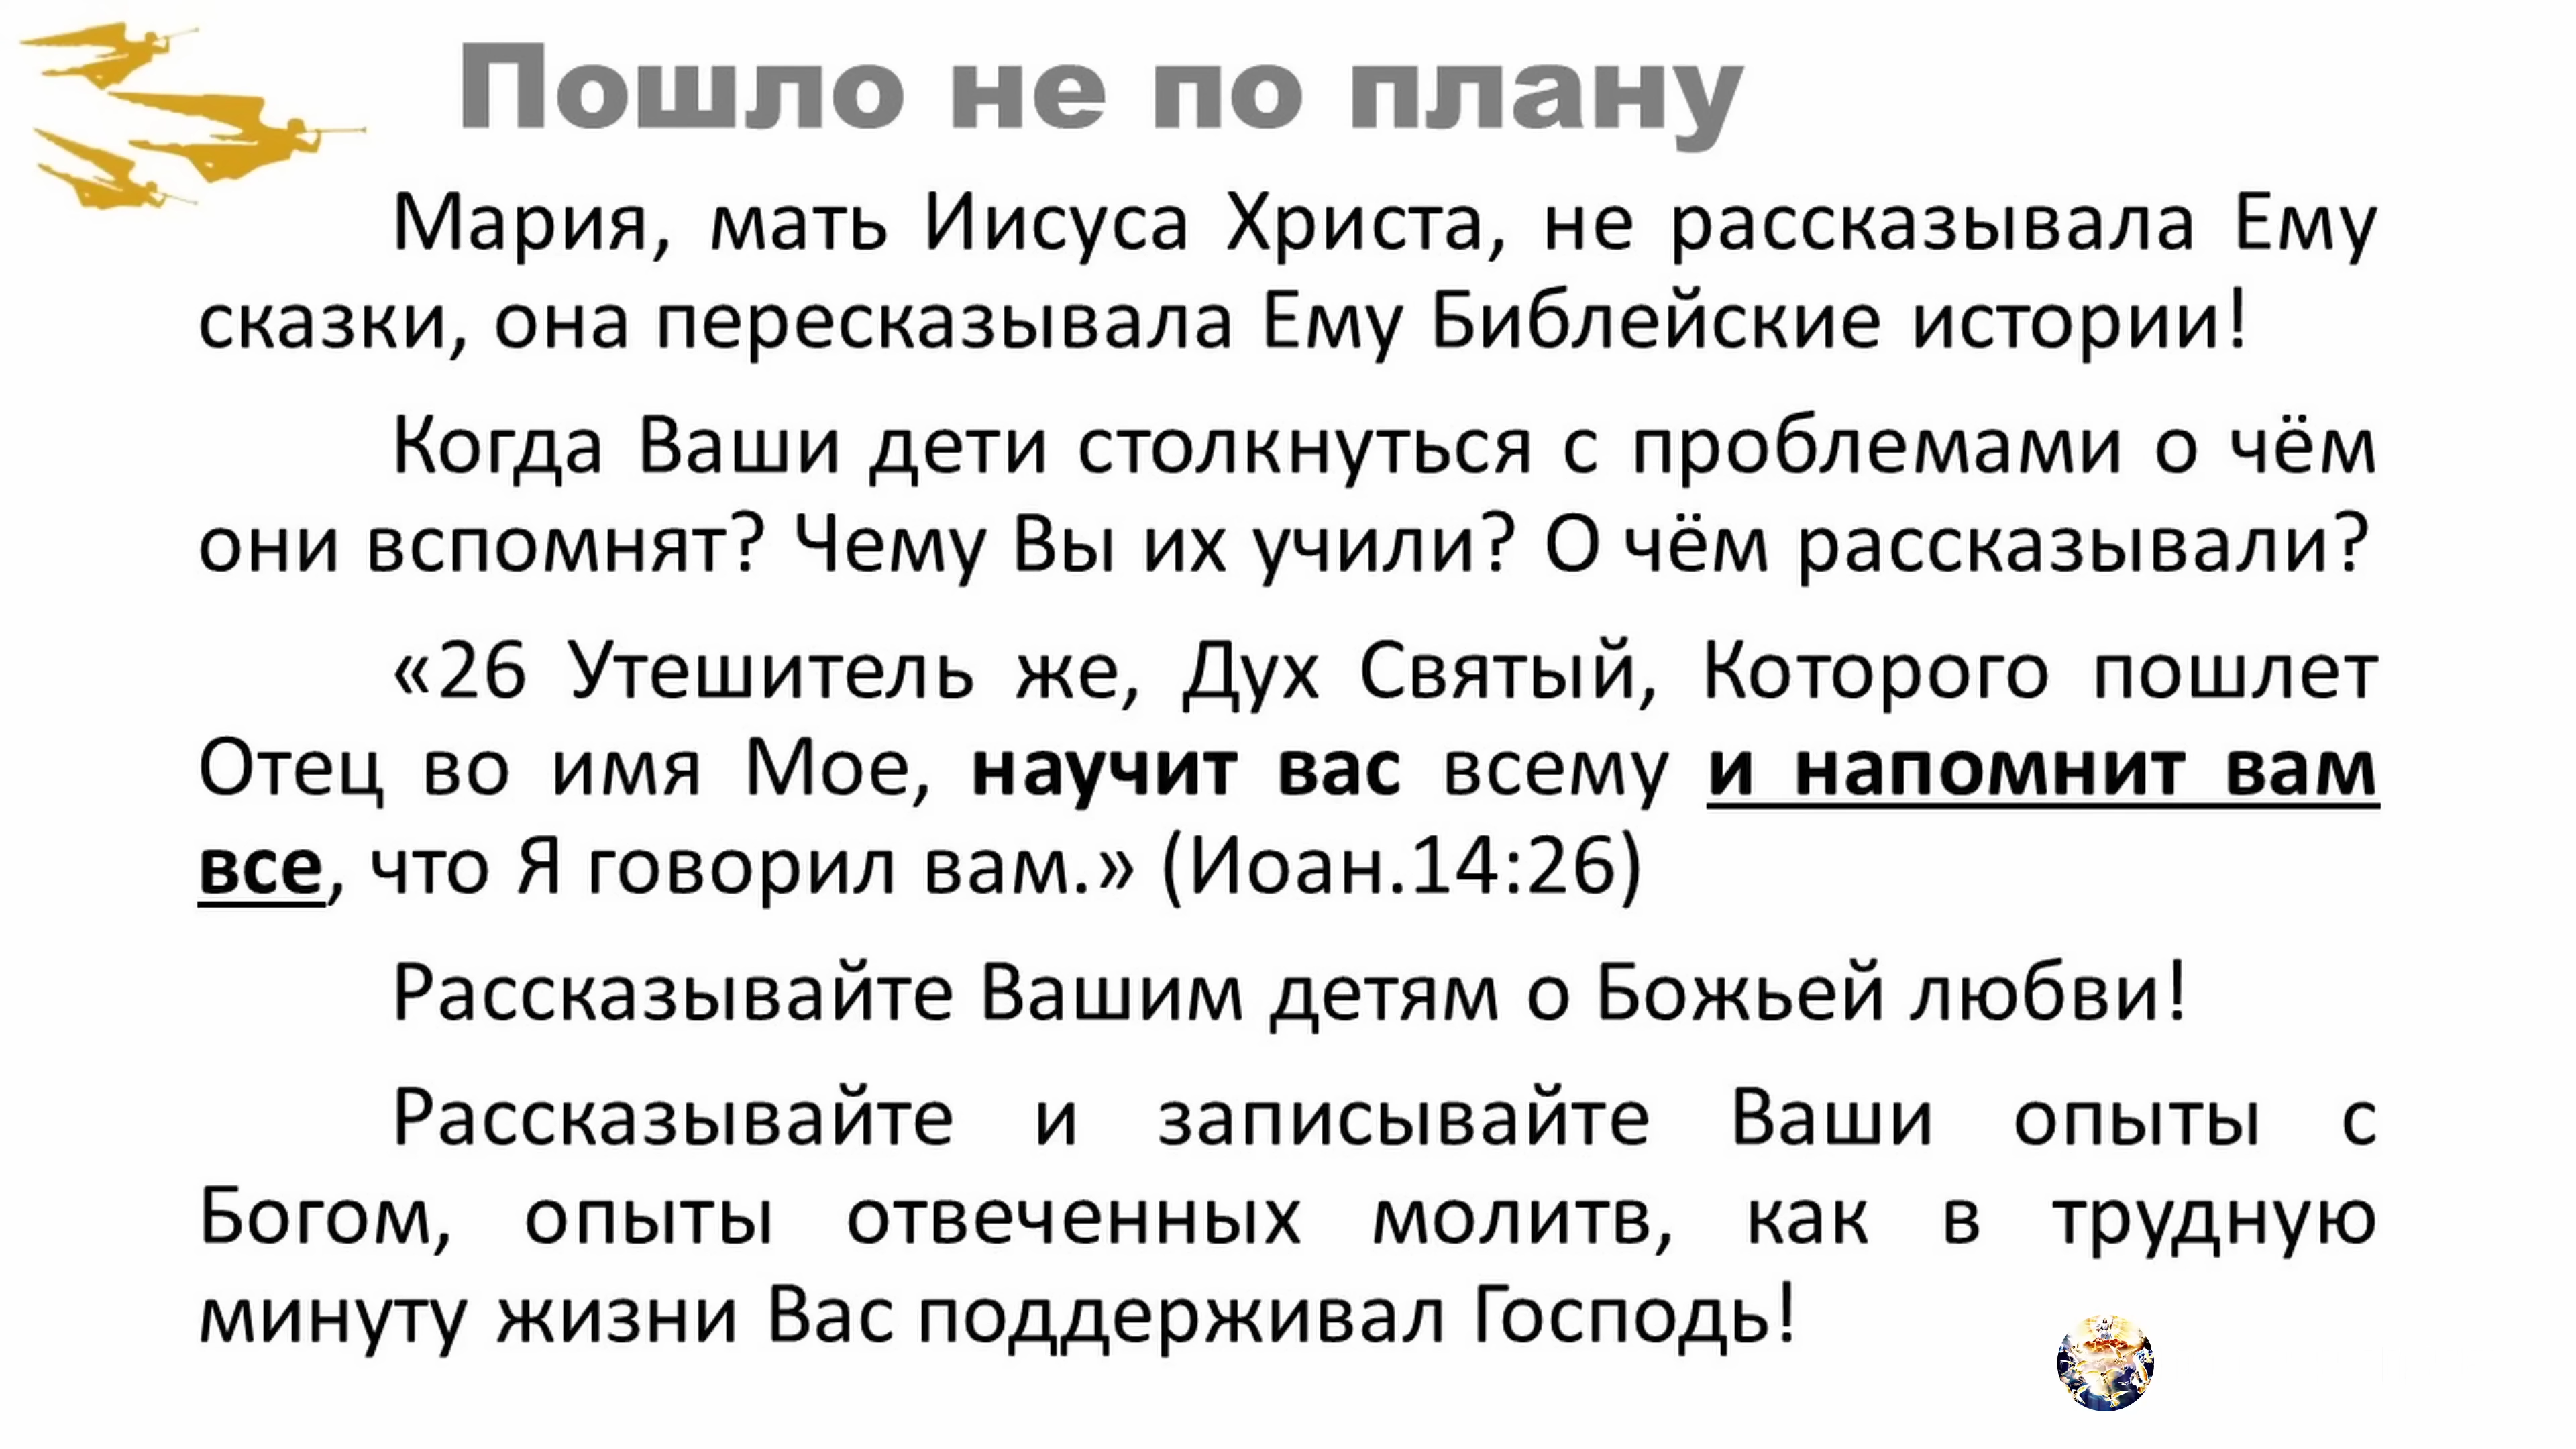 Пошло не по плану
Мария, мать Иисуса Христа, не рассказывала Ему
сказки, она пересказывала Ему Библейские истории!
Когда Ваши дети столкнуться с проблемами о чём
они вспомнят? Чему Вы их учили? О чём рассказывали?
«26 Утешитель же, Дух Святый, Которого пошлет
Отец во имя Мое, научит вас всему и напомнит вам
все, что Я говорил вам.» (Иоан.14:26)
Рассказывайте Вашим детям о Божьей любви!
Рассказывайте и записывайте Ваши опыты с
Богом, опыты отвеченных молитв, как в трудную
минуту жизни Вас поддерживал Господь!